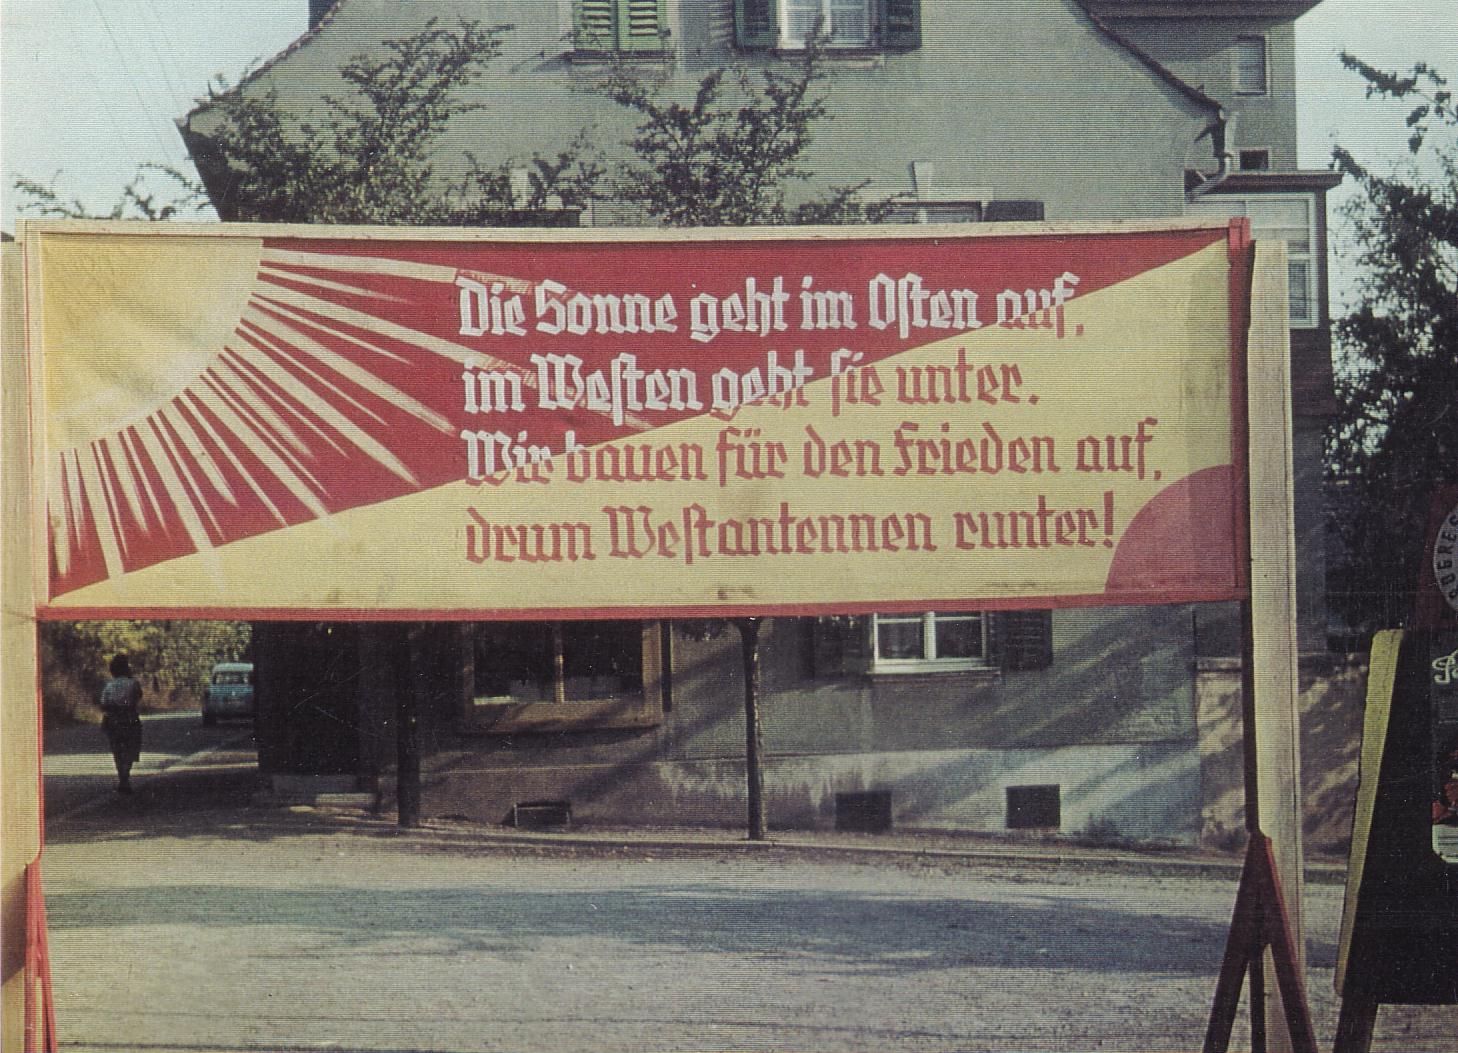 Die Sonne geht im Osten auf,
im Westen geht sie unter.
Wir bauen für den Frieden auf,
drum Westantennen runter!